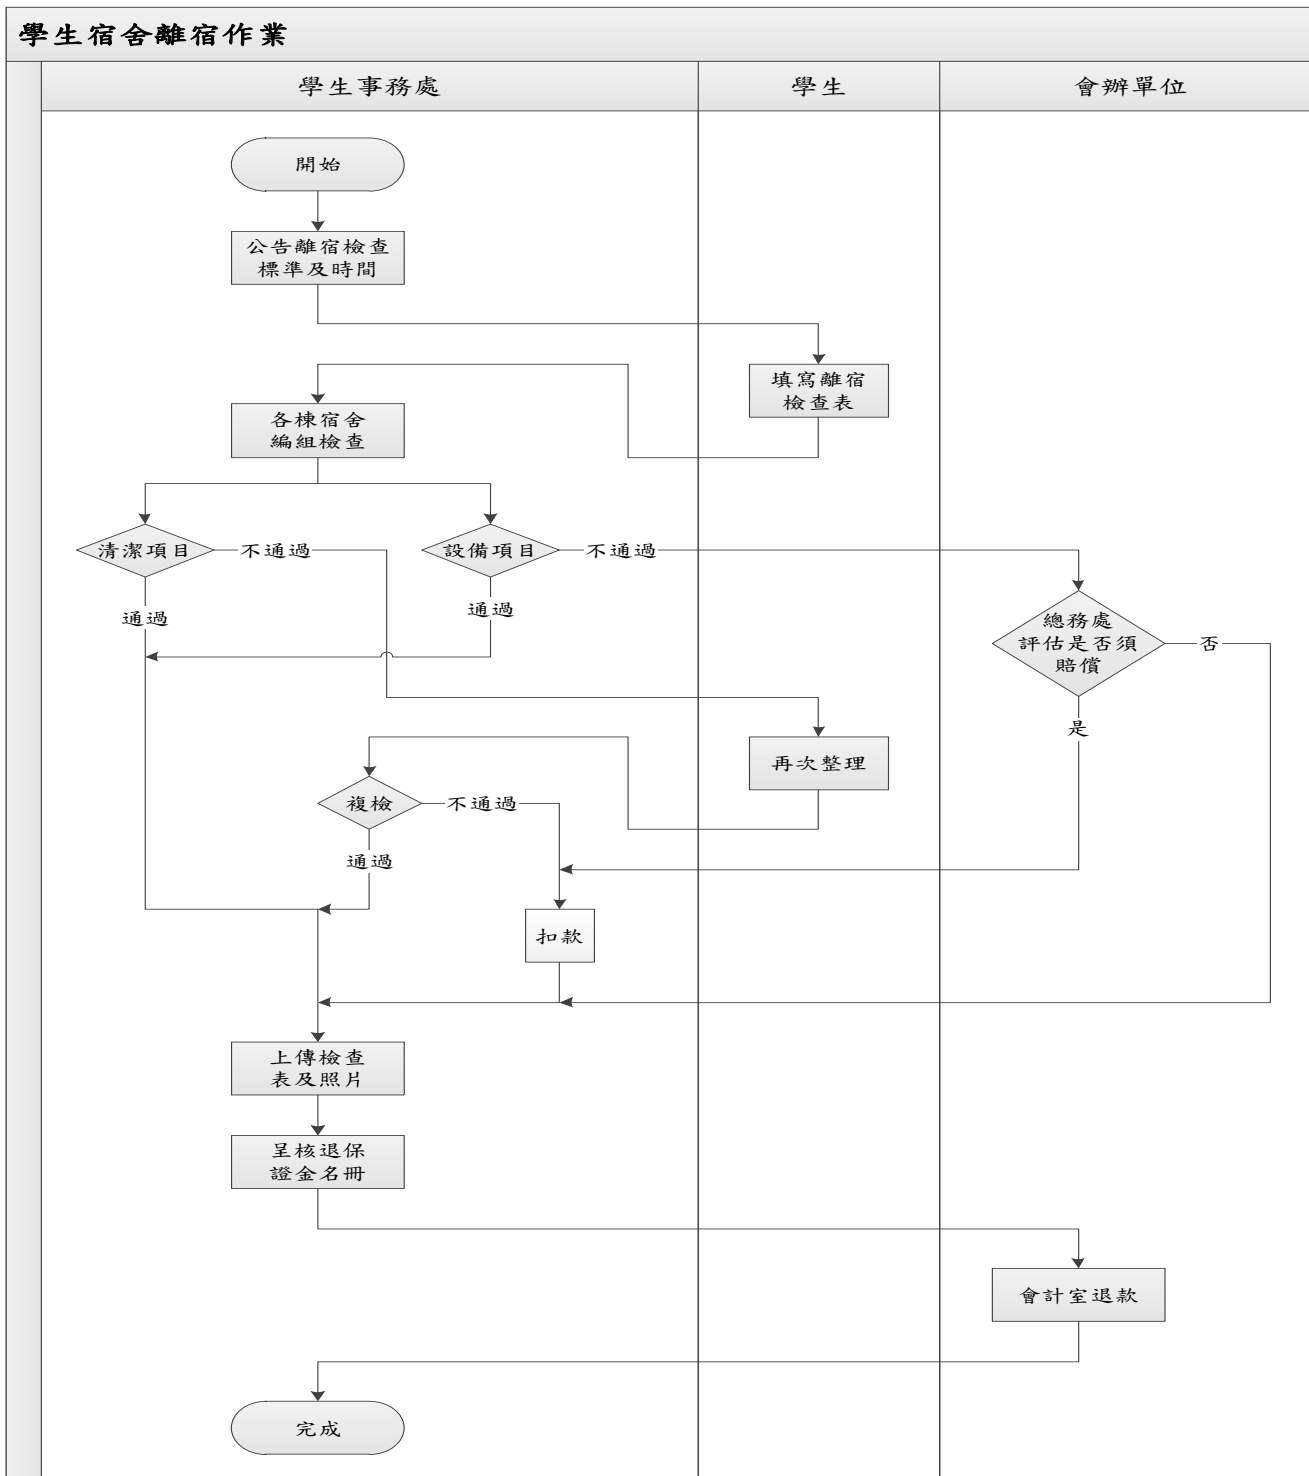 學生宿舍離宿作業
學生事務處
學生
會辦單位
開始
公告離宿檢查
標準及時間
填寫離宿
檢查表
各棟宿舍
編組檢查
清潔項目
不通過
設備項目
不通過
通過
通過
總務處
評估是否須
賠償
否
是
再次整理
複檢
不通過
通過
扣款
上傳檢查
表及照片
呈核退保
證金名冊
會計室退款
完成